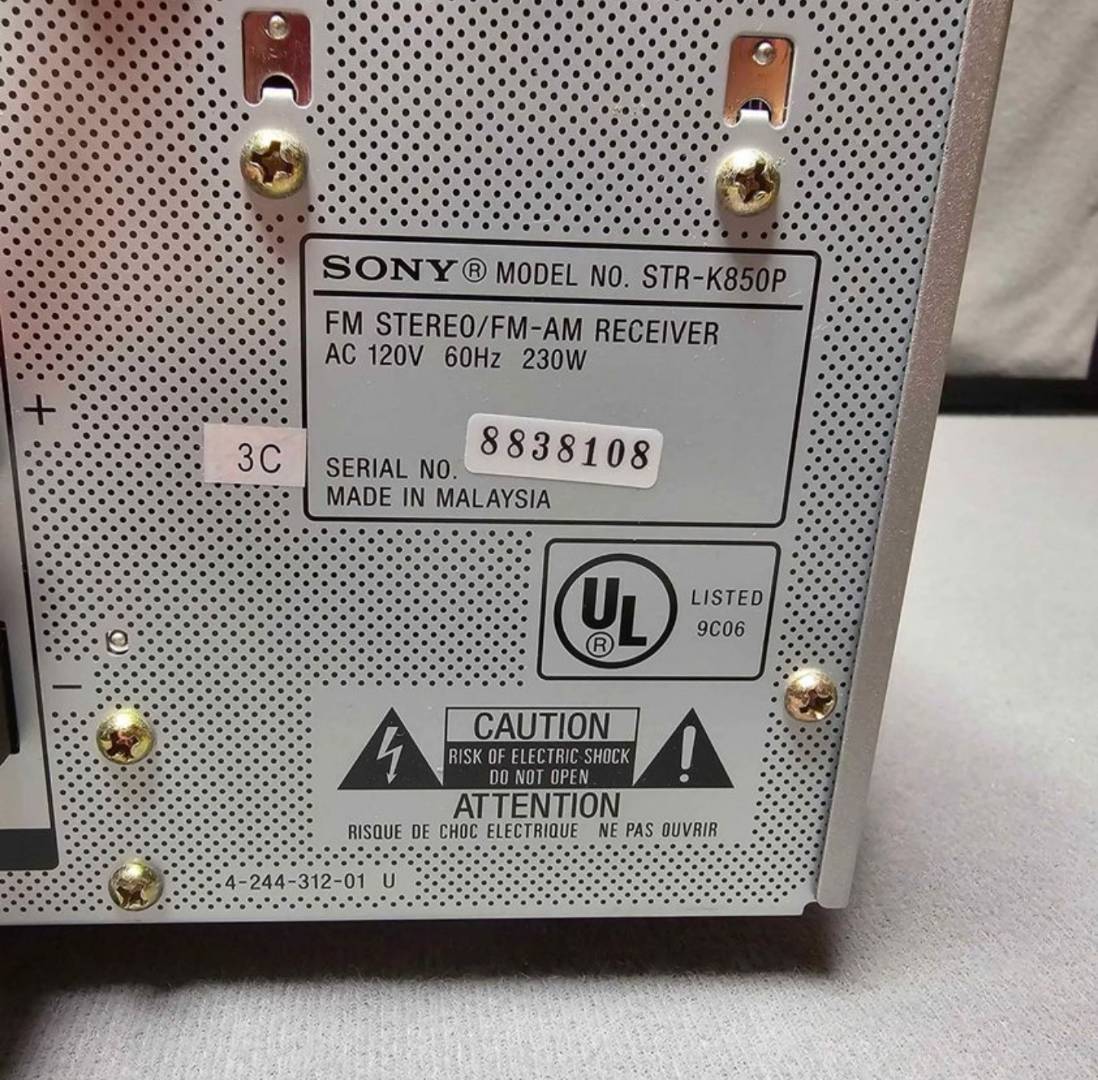 SONY® MODEL NO. STR-K850P
FM STEREO/FM-AM RECEIVER
AC 120V 60Hz 230W
+
3C
SERIAL NO. 8838108
MADE IN MALAYSIA
UL® LISTED
9C06
−
CAUTION
RISK OF ELECTRIC SHOCK
DO NOT OPEN
!
ATTENTION
RISQUE DE CHOC ELECTRIQUE NE PAS OUVRIR
4-244-312-01 U